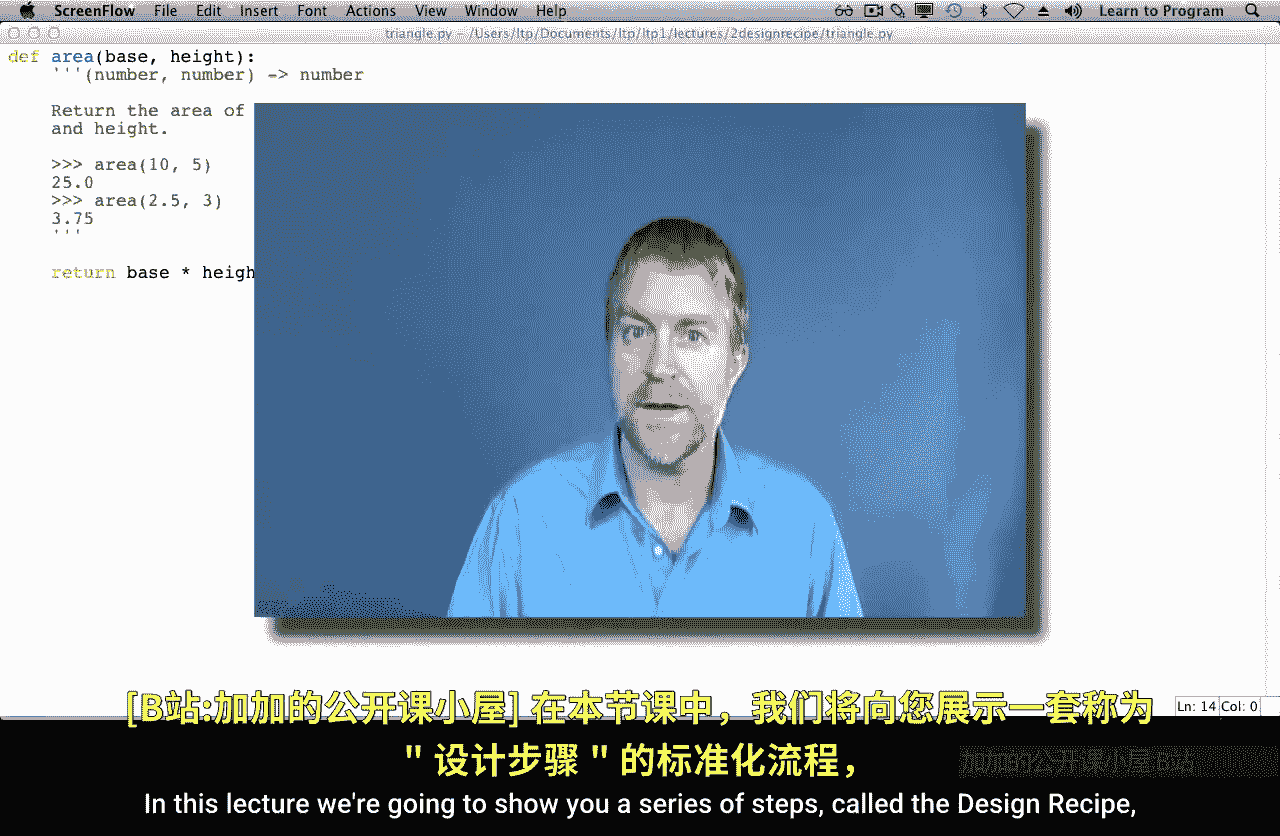 ScreenFlow File Edit Insert Font Actions View Window Help Learn to Program
triangle.py – /Users/ltp/Documents/ltp/ltp1/lectures/2designrecipe/triangle.py
def area(base, height):
'''(number, number) -> number
Return the area of
and height.
>>> area(10, 5)
25.0
>>> area(2.5, 3)
3.75
'''
return base * heigh
Ln: 14 Col: 0
[B站:加加的公开课小屋] 在本节课中，我们将向您展示一套称为
" 设计步骤 " 的标准化流程，
加加的公开课小屋B站
In this lecture we're going to show you a series of steps, called the Design Recipe,